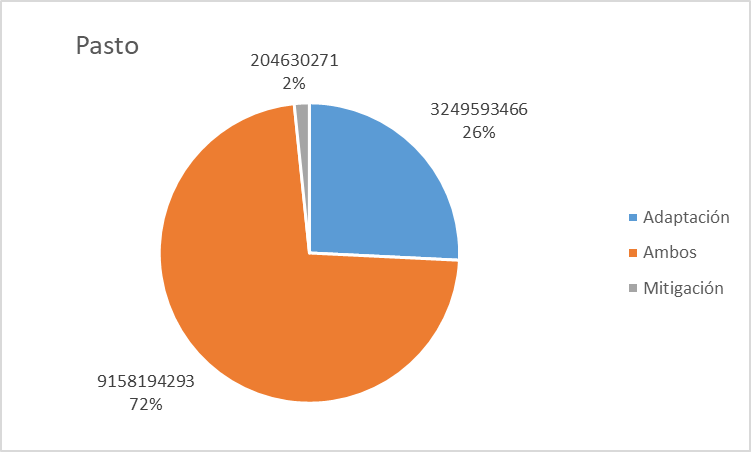 Pasto
204630271
2%
3249593466
26%
Adaptación
Ambos
Mitigación
9158194293
72%